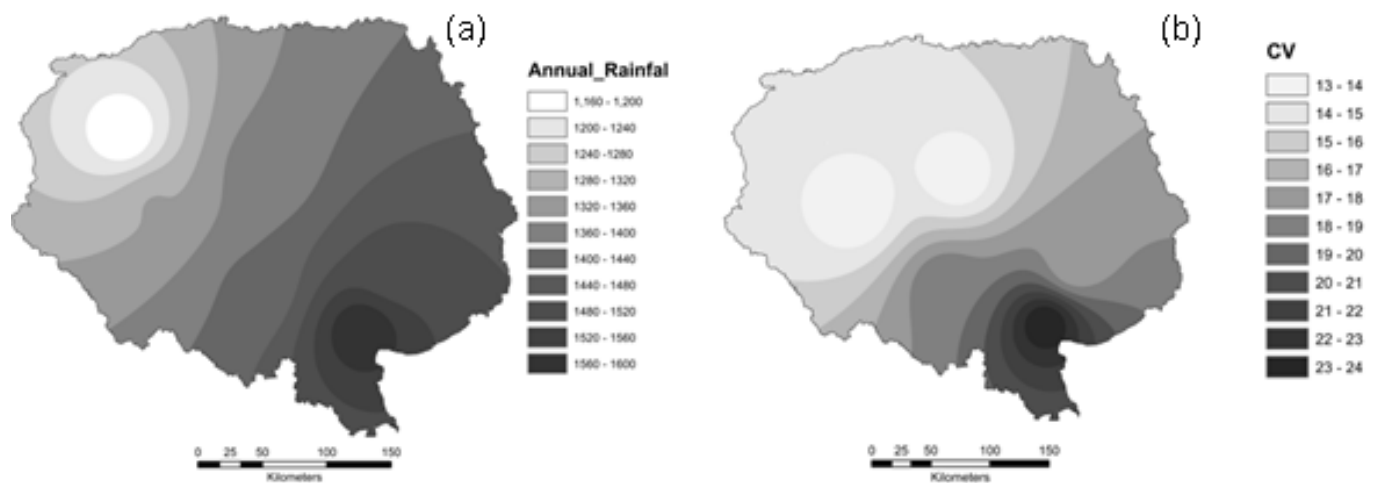 (a)
Annual_Rainfal
1,160 - 1,200
1200 - 1240
1240 -1280
1280 - 1320
1320 - 1360
1360 - 1400
1400 - 1440
1440 - 1480
1480 - 1520
1520 - 1560
1560 - 1600
0 25 50 100 150
Kilometers
(b)
CV
13 - 14
14 - 15
15 - 16
16 - 17
17 - 18
18 - 19
19 - 20
20 - 21
21 - 22
22 - 23
23 - 24
0 25 50 100 150
Kilometers